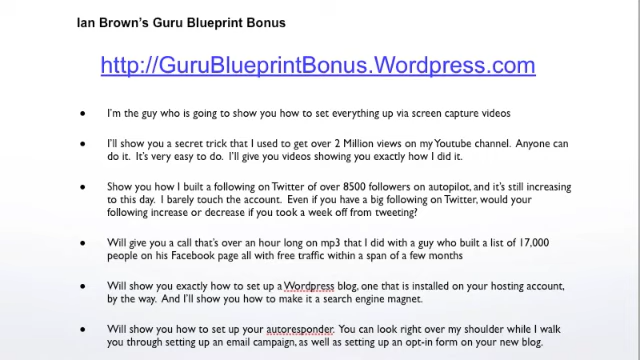 Ian Brown's Guru Blueprint Bonus
http://GuruBlueprintBonus.Wordpress.com
• I'm the guy who is going to show you how to set everything up via screen capture videos
• I'll show you a secret trick that I used to get over 2 Million views on my Youtube channel. Anyone can
do it. It's very easy to do. I'll give you videos showing you exactly how I did it.
• Show you how I built a following on Twitter of over 8500 followers on autopilot, and it's still increasing
to this day. I barely touch the account. Even if you have a big following on Twitter, would your
following increase or decrease if you took a week off from tweeting?
• Will give you a call that's over an hour long on mp3 that I did with a guy who built a list of 17,000
people on his Facebook page all with free traffic within a span of a few months
• Will show you exactly how to set up a Wordpress blog, one that is installed on your hosting account,
by the way. And I'll show you how to make it a search engine magnet.
• Will show you how to set up your autoresponder. You can look right over my shoulder while I walk
you through setting up an email campaign, as well as setting up an opt-in form on your new blog.